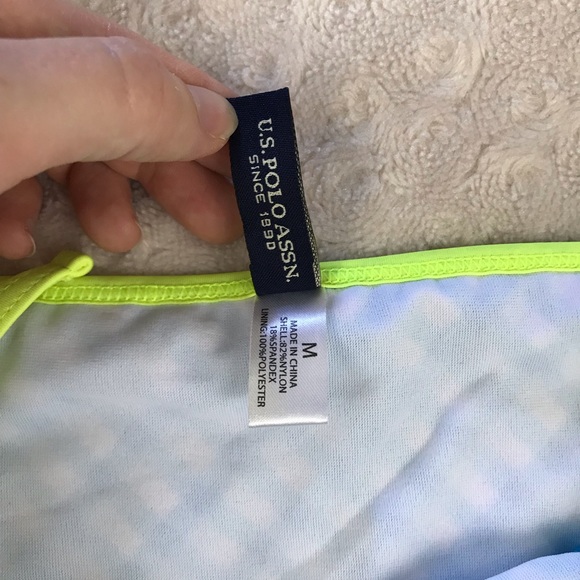 U.S. POLO ASSN.
SINCE 1890
M
MADE IN CHINA
SHELL:82%NYLON
18%SPANDEX
LINING:100%POLYESTER